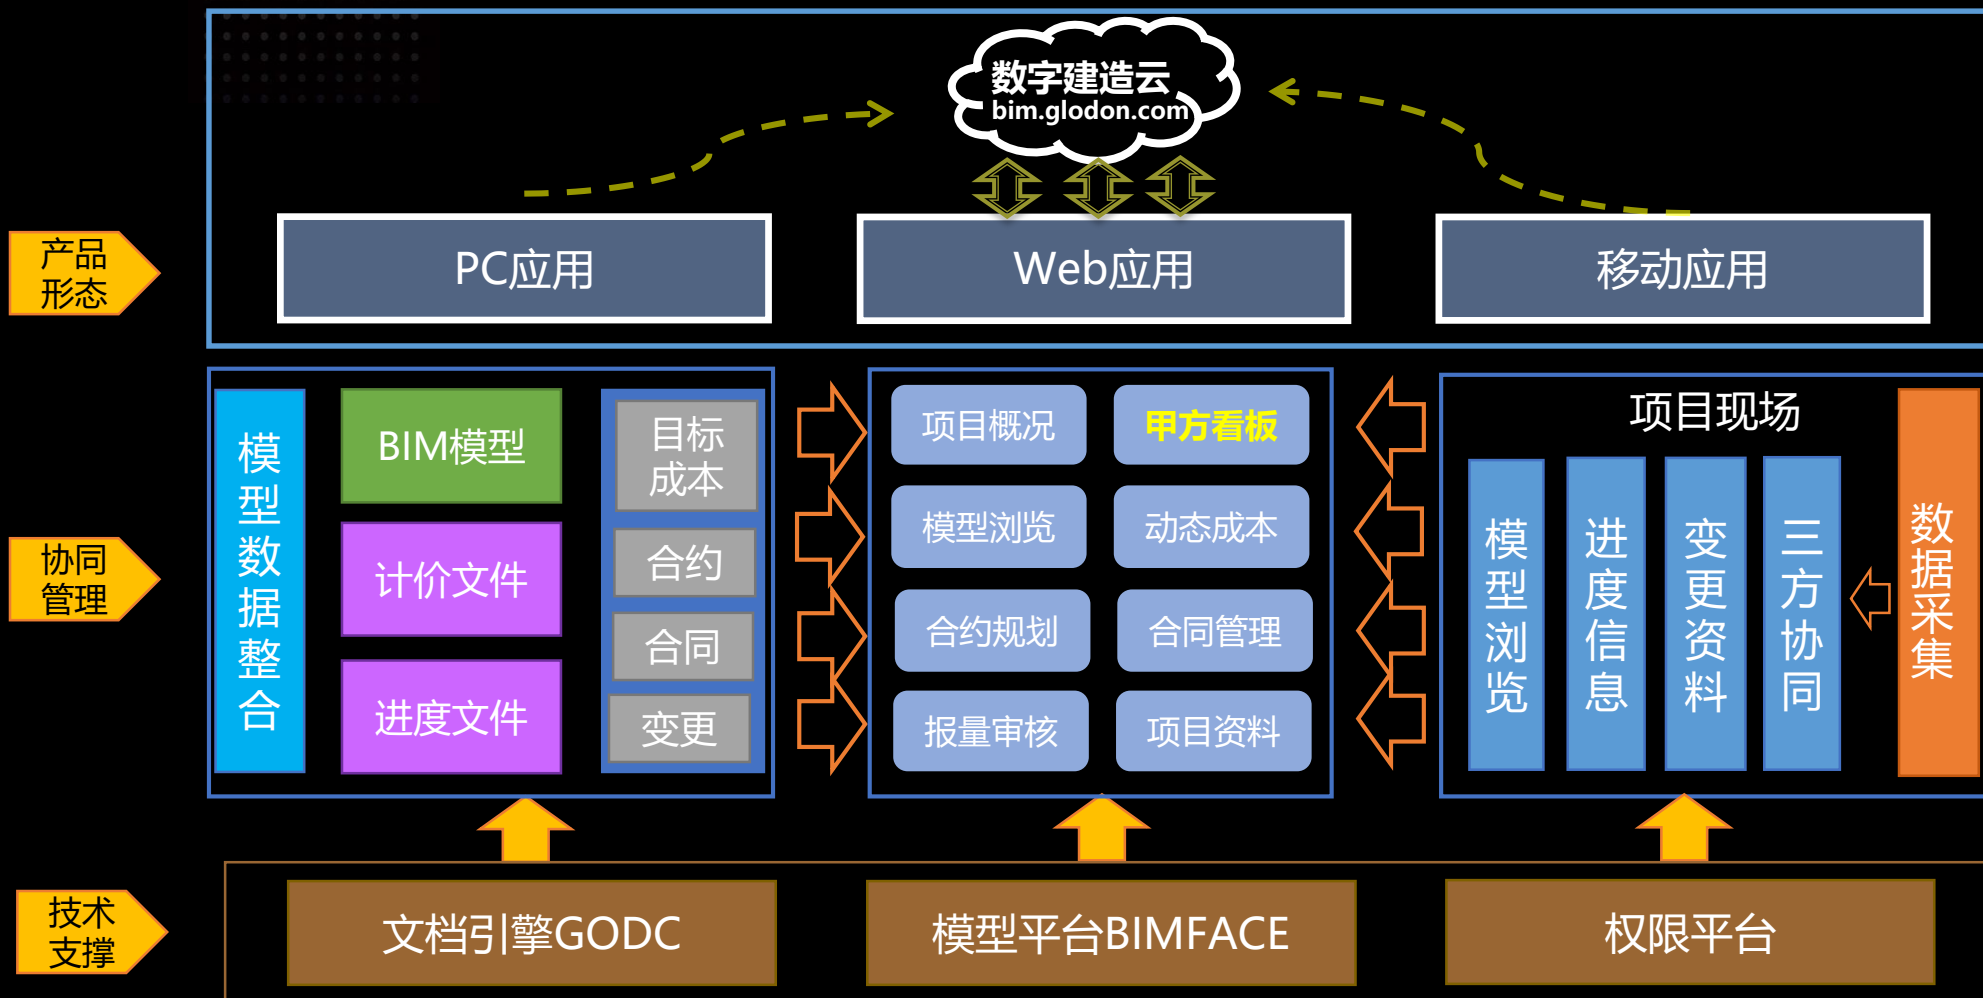 数字建造云
bim.glodon.com
产品
形态
PC应用
Web应用
移动应用
协同
管理
模型数据整合
BIM模型
计价文件
进度文件
目标
成本
合约
合同
变更
项目概况
甲方看板
模型浏览
动态成本
合约规划
合同管理
报量审核
项目资料
项目现场
模型浏览
进度信息
变更资料
三方协同
数据采集
技术
支撑
文档引擎GODC
模型平台BIMFACE
权限平台